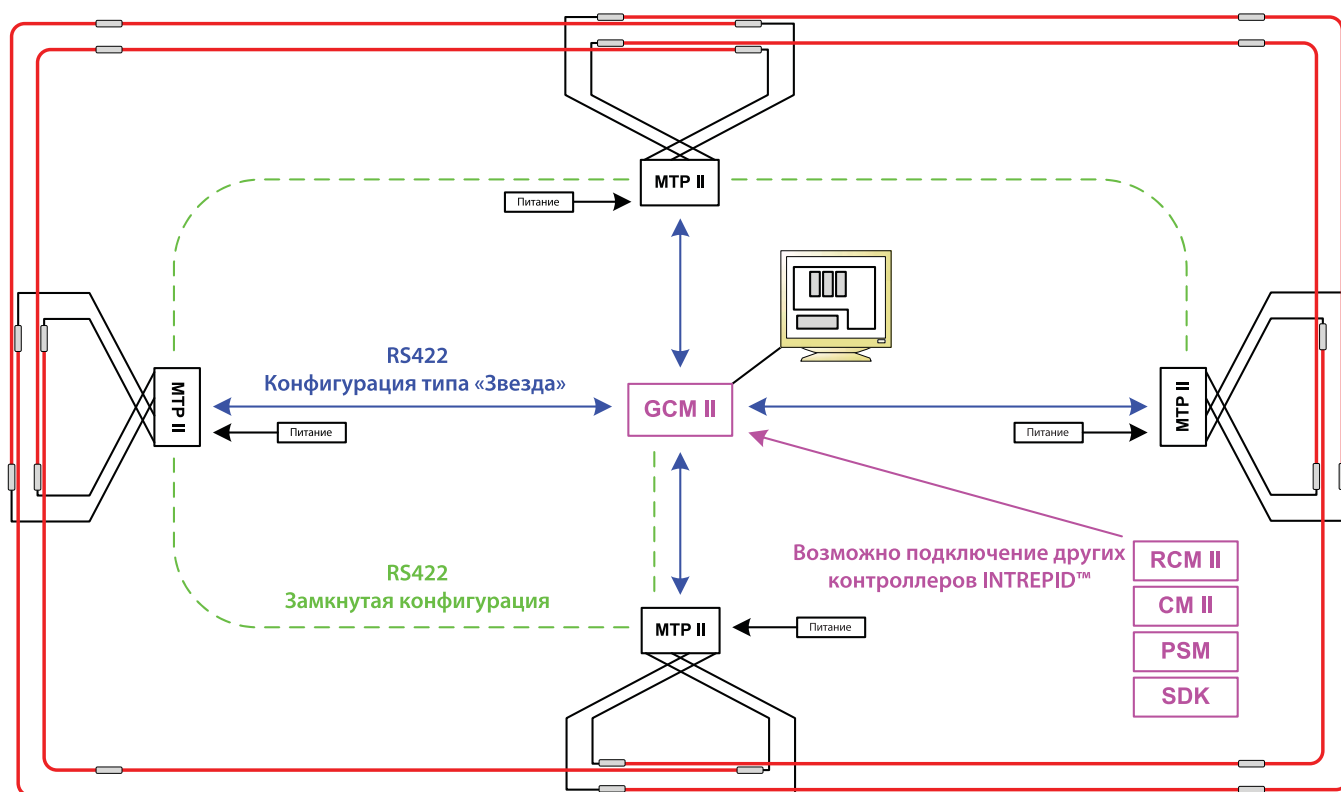 MTP II
Питание
RS422
Конфигурация типа «Звезда»
GCM II
MTP II
Питание
MTP II
Питание
Возможно подключение других
контроллеров INTREPID™
RCM II
CM II
PSM
SDK
RS422
Замкнутая конфигурация
MTP II
Питание